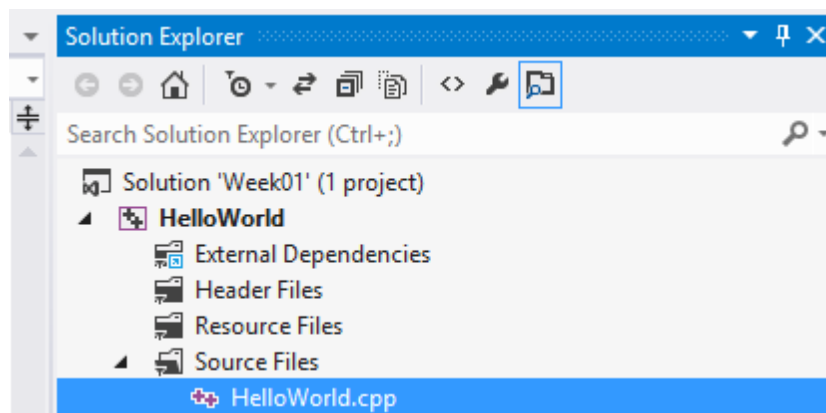 Solution Explorer
Search Solution Explorer (Ctrl+;)
Solution 'Week01' (1 project)
HelloWorld
External Dependencies
Header Files
Resource Files
Source Files
HelloWorld.cpp